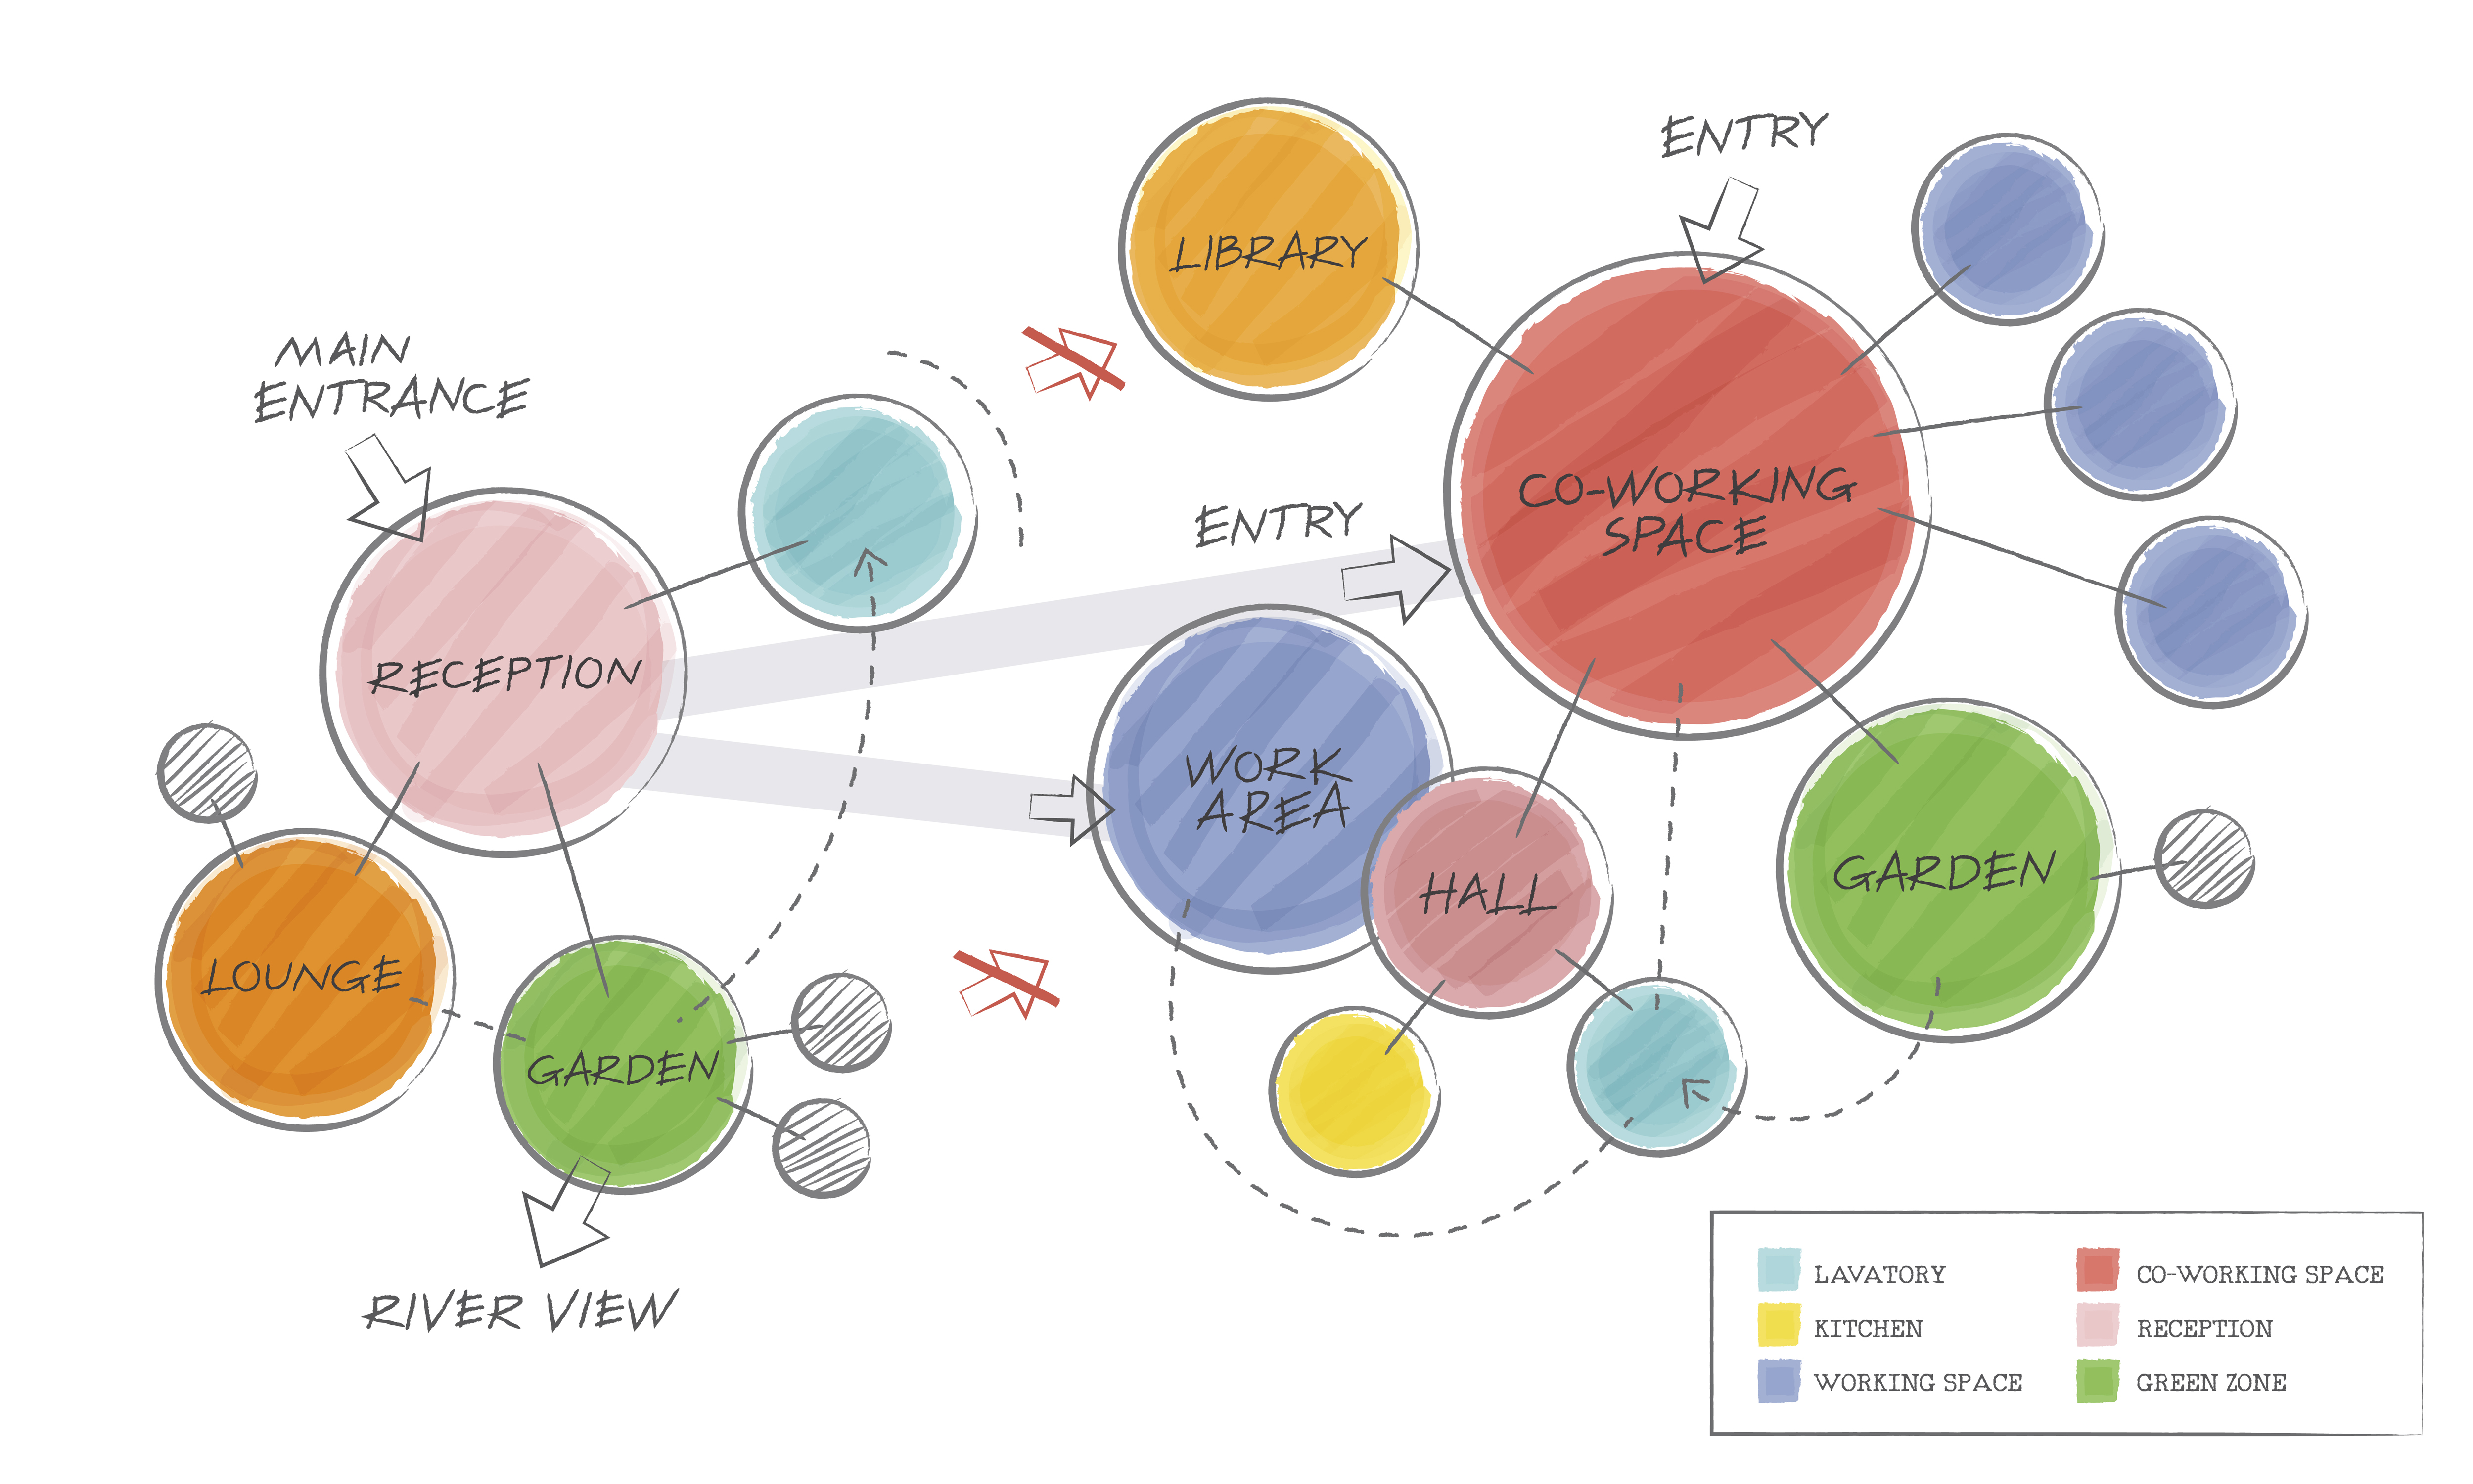 ENTRY
LIBRARY
MAIN
ENTRANCE
CO-WORKING
SPACE
ENTRY
RECEPTION
WORK
AREA
HALL
GARDEN
LOUNGE
GARDEN
RIVER VIEW
LAVATORY
KITCHEN
WORKING SPACE
CO-WORKING SPACE
RECEPTION
GREEN ZONE